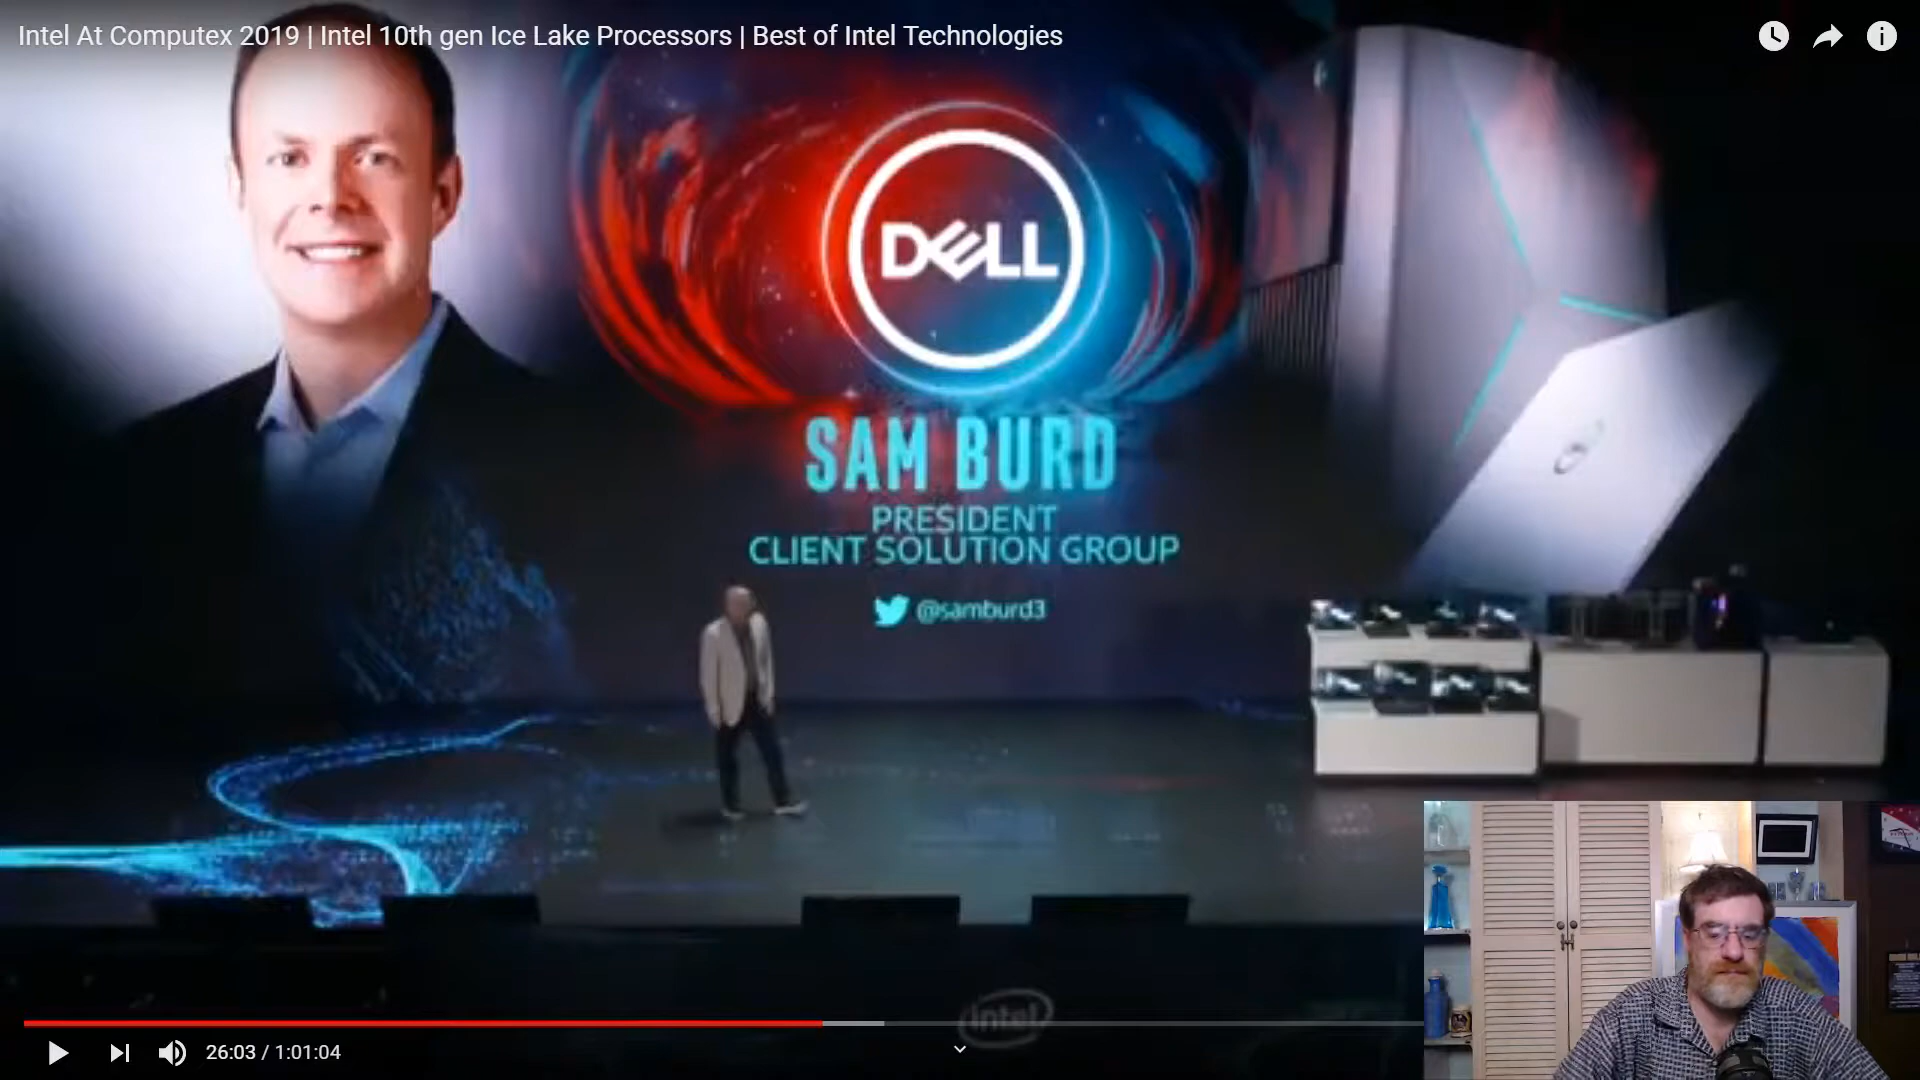 Intel At Computex 2019 | Intel 10th gen Ice Lake Processors | Best of Intel Technologies
DELL
SAM BURD
PRESIDENT
CLIENT SOLUTION GROUP
@samburd3
intel
26:03 / 1:01:04